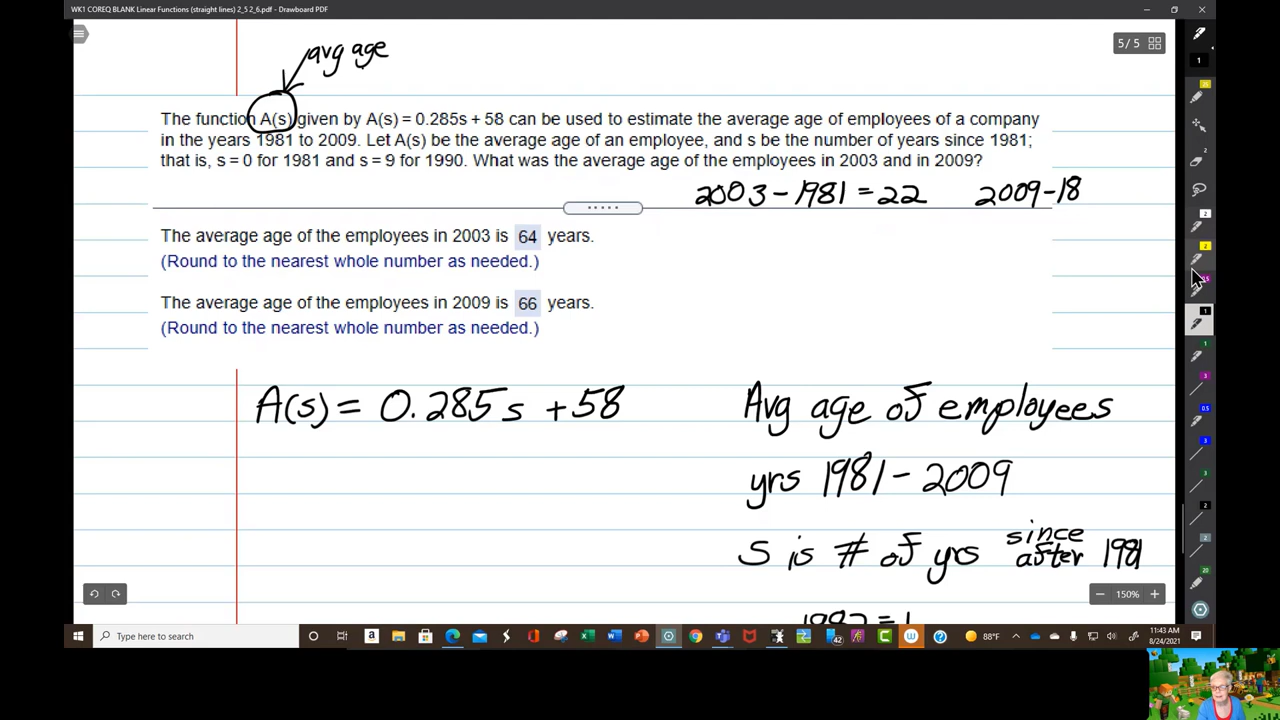 WK1 COREQ BLANK Linear Functions (straight lines) 2_5 2_6.pdf - Drawboard PDF
5/5
avg age
The function A(s) given by A(s) = 0.285s + 58 can be used to estimate the average age of employees of a company
in the years 1981 to 2009. Let A(s) be the average age of an employee, and s be the number of years since 1981;
that is, s = 0 for 1981 and s = 9 for 1990. What was the average age of the employees in 2003 and in 2009?
2003 - 1981 = 22 2009-18
The average age of the employees in 2003 is 64 years.
(Round to the nearest whole number as needed.)
The average age of the employees in 2009 is 66 years.
(Round to the nearest whole number as needed.)
A(s) = 0.285s + 58
Avg age of employees
yrs 1981 - 2009
S is # of yrs since after 1981
1982 = 1
150%
Type here to search
88°F
11:43 AM
8/24/2021